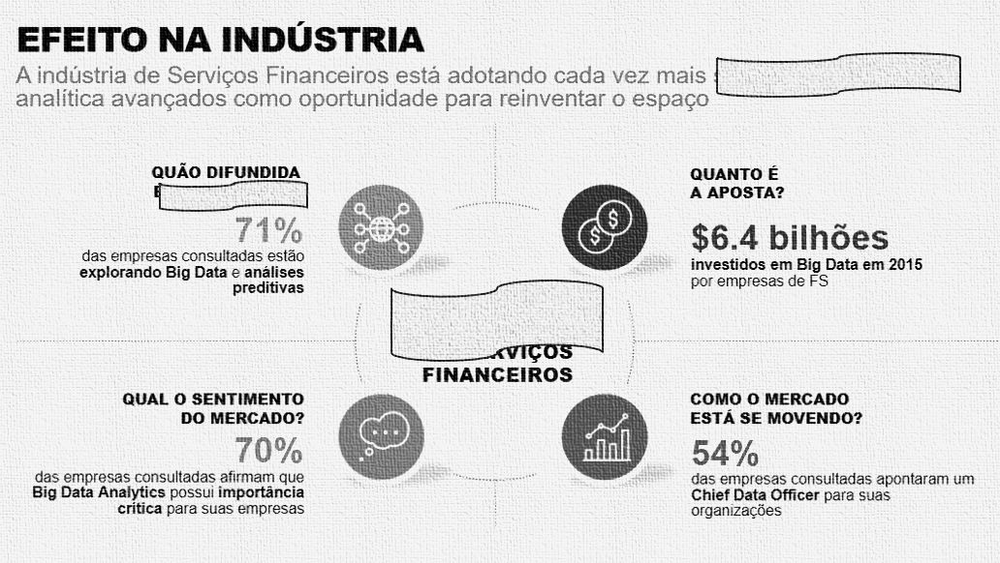 EFEITO NA INDÚSTRIA
A indústria de Serviços Financeiros está adotando cada vez mais
analítica avançados como oportunidade para reinventar o espaço
QUÃO DIFUNDIDA
71%
das empresas consultadas estão
explorando Big Data e análises
preditivas
QUANTO É
A APOSTA?
$6.4 bilhões
investidos em Big Data em 2015
por empresas de FS
FINANCEIROS
QUAL O SENTIMENTO
DO MERCADO?
70%
das empresas consultadas afirmam que
Big Data Analytics possui importância
crítica para suas empresas
COMO O MERCADO
ESTÁ SE MOVENDO?
54%
das empresas consultadas apontaram um
Chief Data Officer para suas
organizações